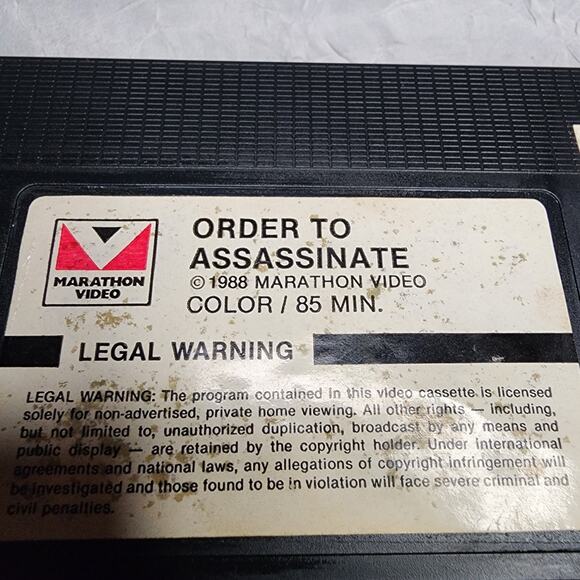 MARATHON
VIDEO
ORDER TO
ASSASSINATE
© 1988 MARATHON VIDEO
COLOR / 85 MIN.
LEGAL WARNING
LEGAL WARNING: The program contained in this video cassette is licensed
solely for non-advertised, private home viewing. All other rights — including,
but not limited to, unauthorized duplication, broadcast by any means and
public display — are retained by the copyright holder. Under international
agreements and national laws, any allegations of copyright infringement will
be investigated and those found to be in violation will face severe criminal and
civil penalties.